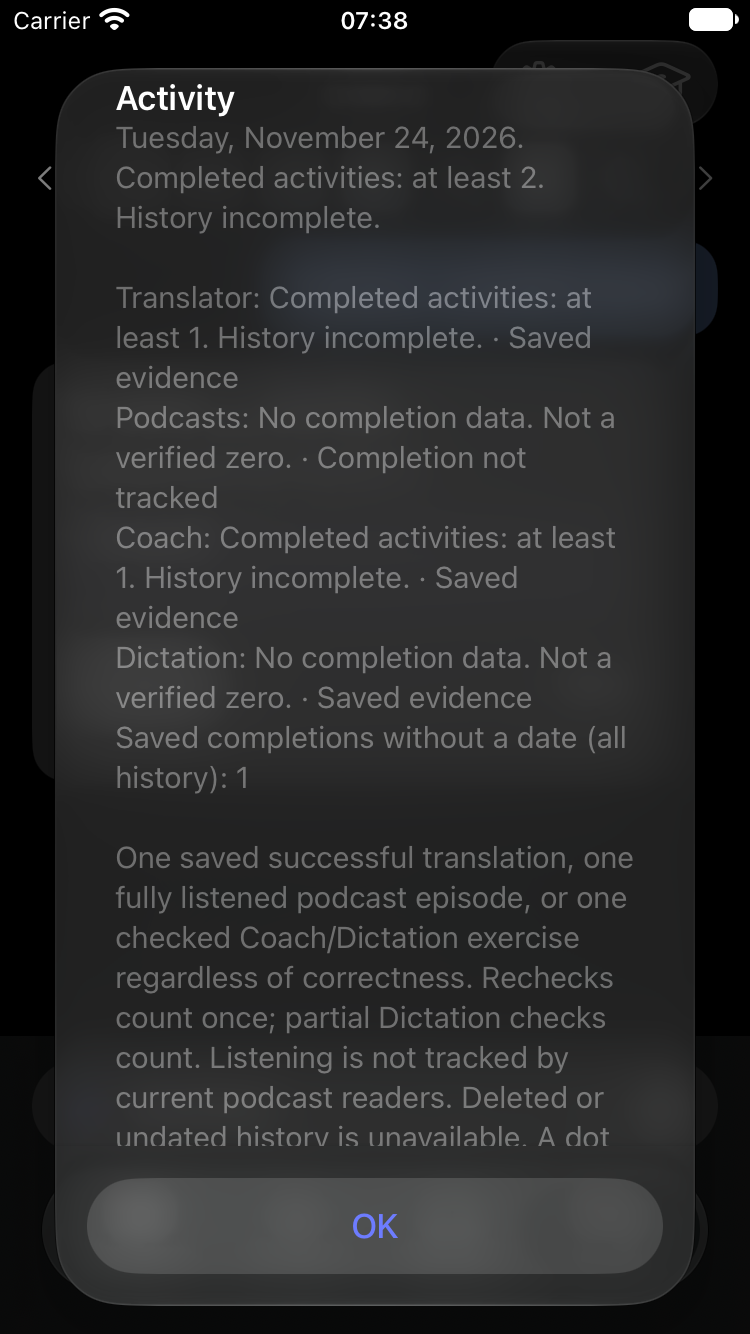 Carrier
07:38
Activity
Tuesday, November 24, 2026.
Completed activities: at least 2.
History incomplete.
Translator: Completed activities: at
least 1. History incomplete. · Saved
evidence
Podcasts: No completion data. Not a
verified zero. · Completion not
tracked
Coach: Completed activities: at least
1. History incomplete. · Saved
evidence
Dictation: No completion data. Not a
verified zero. · Saved evidence
Saved completions without a date (all
history): 1
One saved successful translation, one
fully listened podcast episode, or one
checked Coach/Dictation exercise
regardless of correctness. Rechecks
count once; partial Dictation checks
count. Listening is not tracked by
current podcast readers. Deleted or
undated history is unavailable. A dot
OK